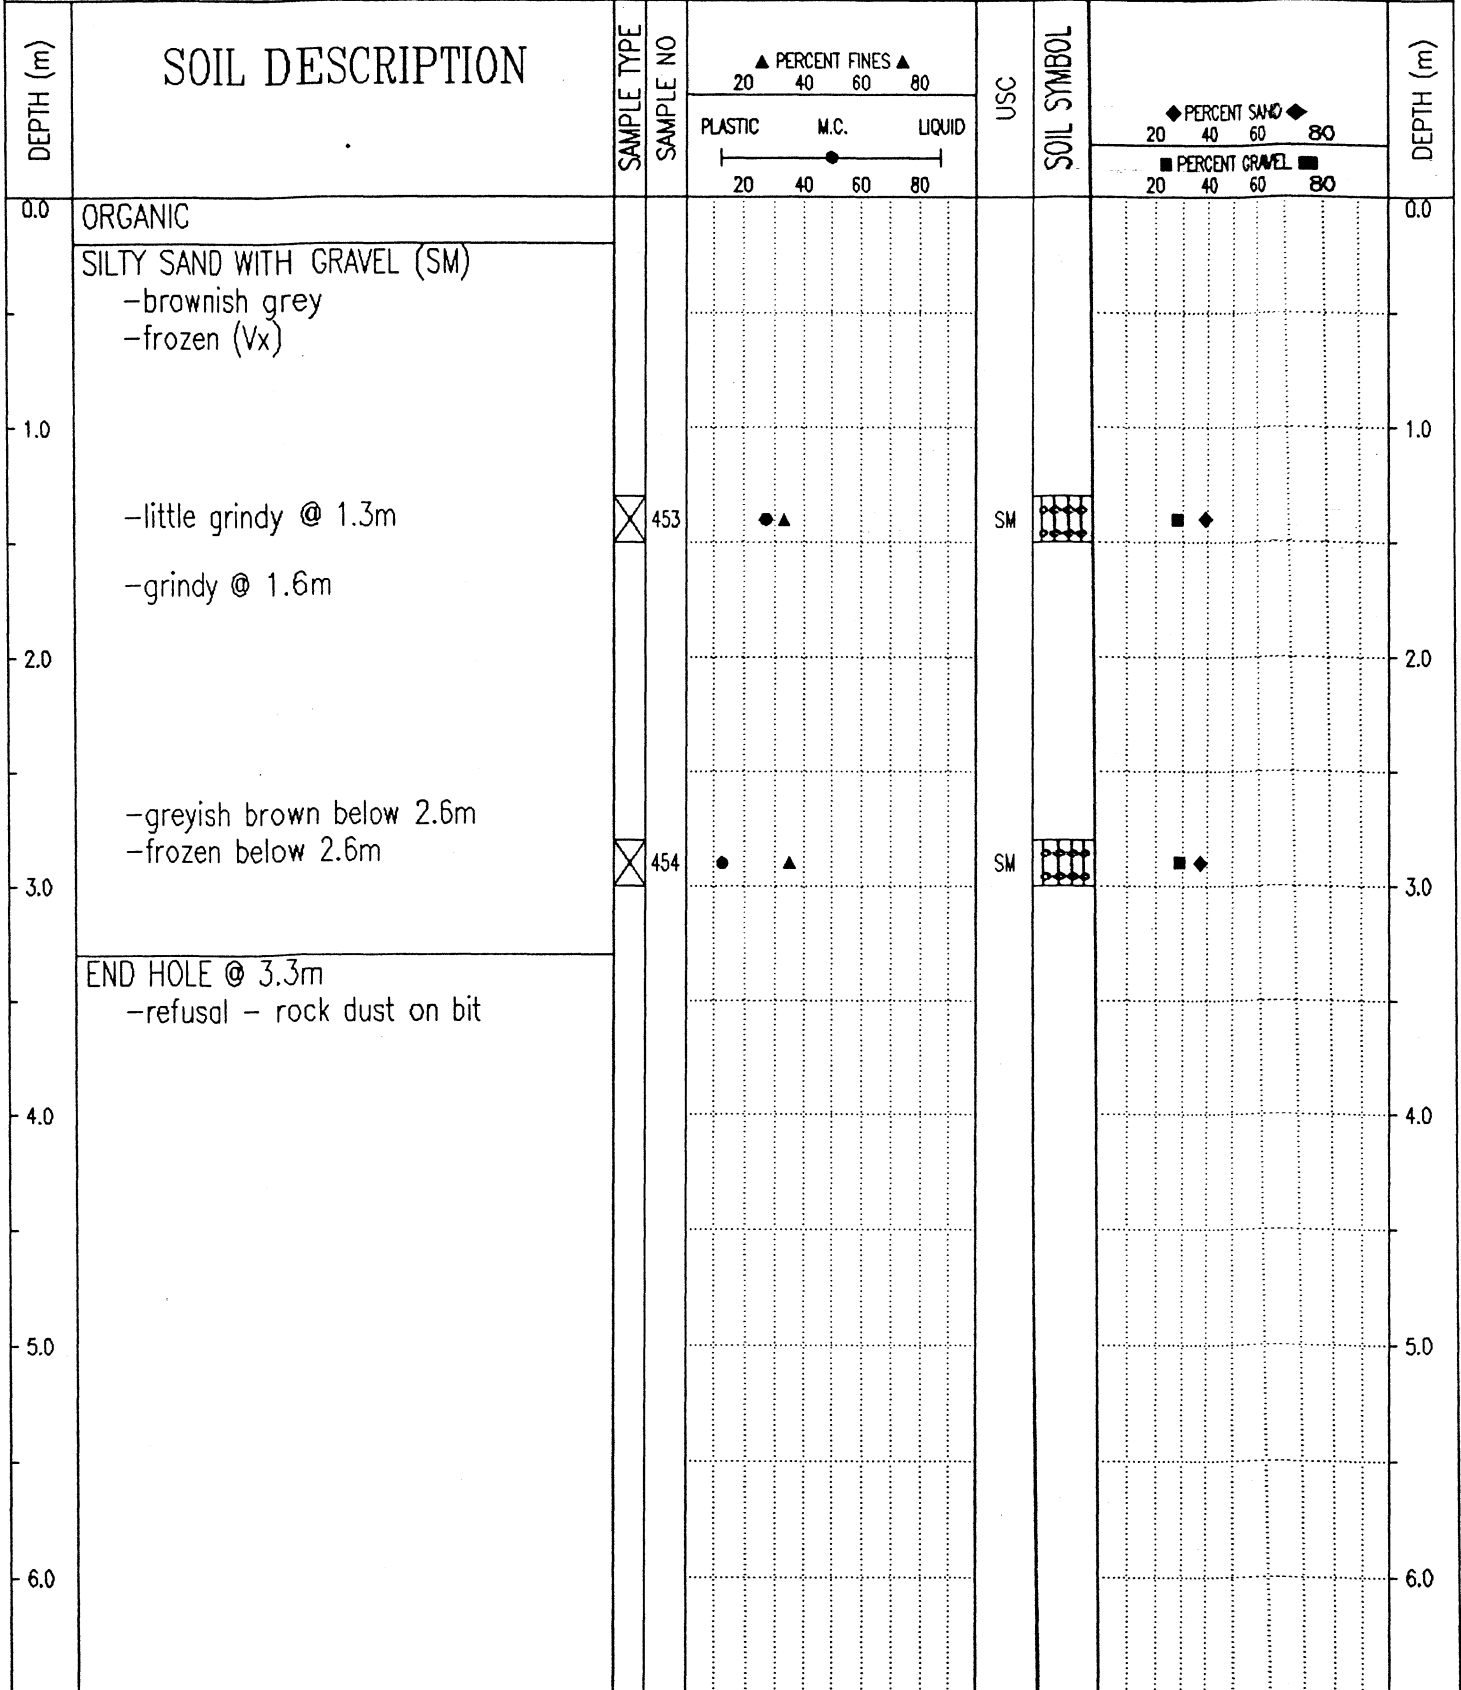 DEPTH (m)
SOIL DESCRIPTION
SAMPLE TYPE
SAMPLE NO
▲ PERCENT FINES ▲
20 40 60 80
PLASTIC M.C. LIQUID
20 40 60 80
USC
SOIL SYMBOL
◆ PERCENT SAND ◆
20 40 60 80
■ PERCENT GRAVEL ■
20 40 60 80
DEPTH (m)
0.0 ORGANIC 0.0
SILTY SAND WITH GRAVEL (SM)
-brownish grey
-frozen (Vx)
1.0 1.0
-little grindy @ 1.3m 453 SM
-grindy @ 1.6m
2.0 2.0
-greyish brown below 2.6m
-frozen below 2.6m 454 SM
3.0 3.0
END HOLE @ 3.3m
-refusal - rock dust on bit
4.0 4.0
5.0 5.0
6.0 6.0